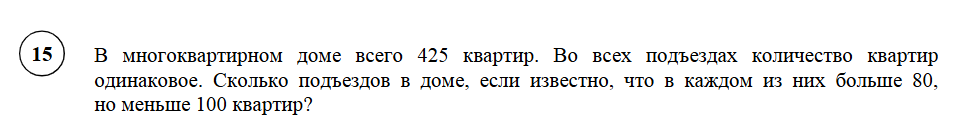 15 В многоквартирном доме всего 425 квартир. Во всех подъездах количество квартир
одинаковое. Сколько подъездов в доме, если известно, что в каждом из них больше 80,
но меньше 100 квартир?